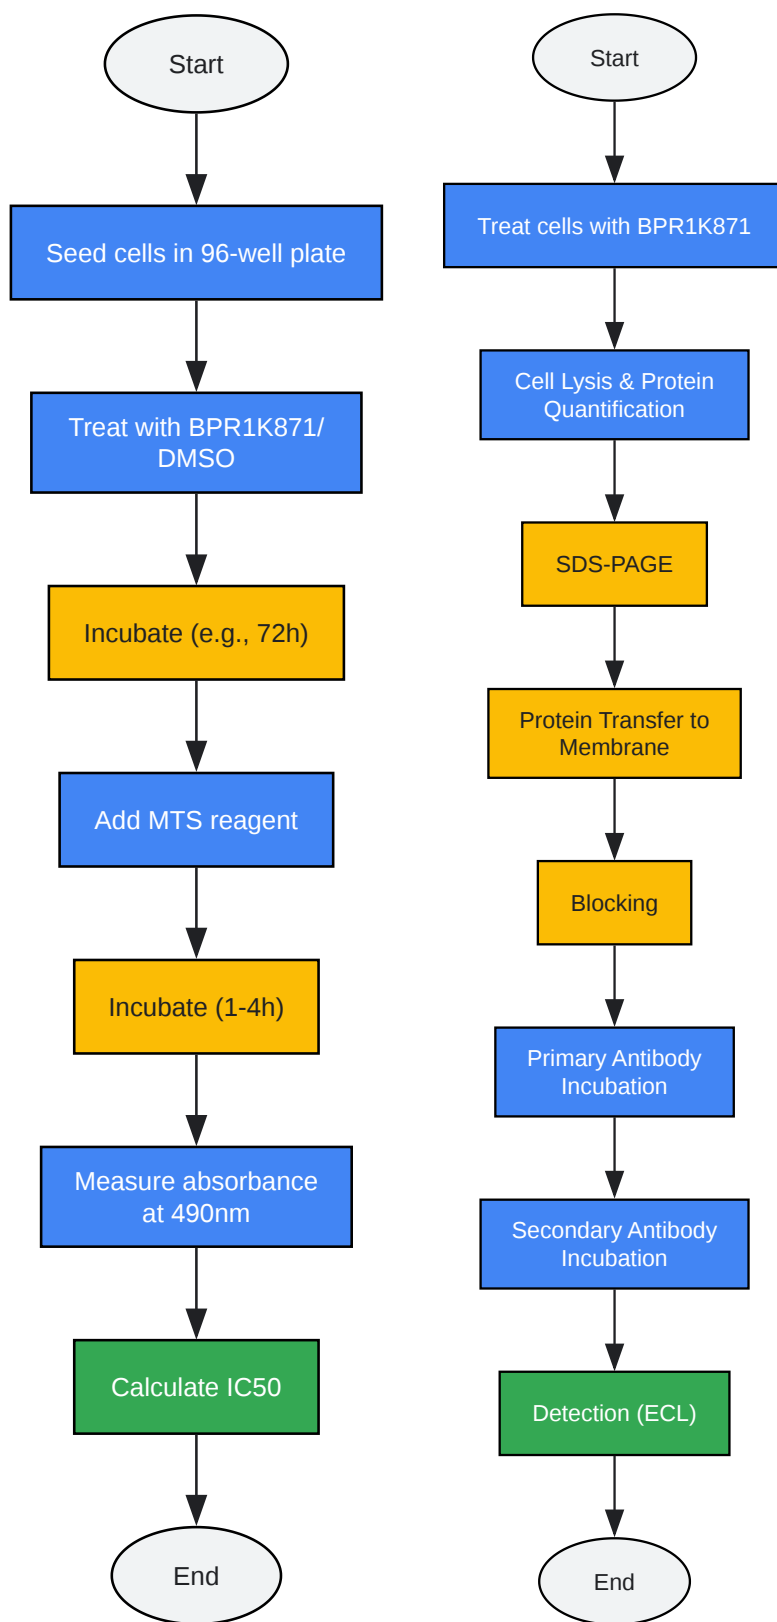 Start
Seed cells in 96-well plate
Treat with BPR1K871/
DMSO
Incubate (e.g., 72h)
Add MTS reagent
Incubate (1-4h)
Measure absorbance
at 490nm
Calculate IC50
End
Start
Treat cells with BPR1K871
Cell Lysis & Protein
Quantification
SDS-PAGE
Protein Transfer to
Membrane
Blocking
Primary Antibody
Incubation
Secondary Antibody
Incubation
Detection (ECL)
End